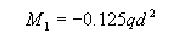 M₁ = −0.125qd²